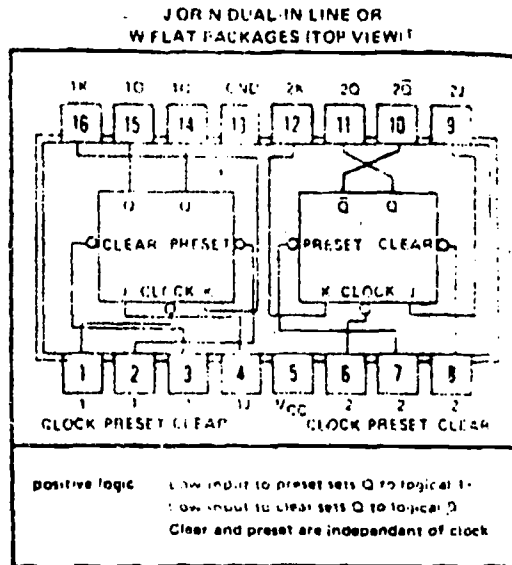 J OR N DUAL-IN LINE OR
W FLAT PACKAGES (TOP VIEW)†
1K 1Q GND 2K 2Q 2Q̅ 2J
16 15 14 13 12 11 10 9
Q Q̅ Q
CLEAR PRESET PRESET CLEAR
J CLOCK K K CLOCK J
1 2 3 4 5 6 7 8
1 1 1 1J VCC 2 2 2
CLOCK PRESET CLEAR CLOCK PRESET CLEAR
positive logic Low input to preset sets Q to logical 1
Low input to clear sets Q to logical 0
Clear and preset are independant of clock